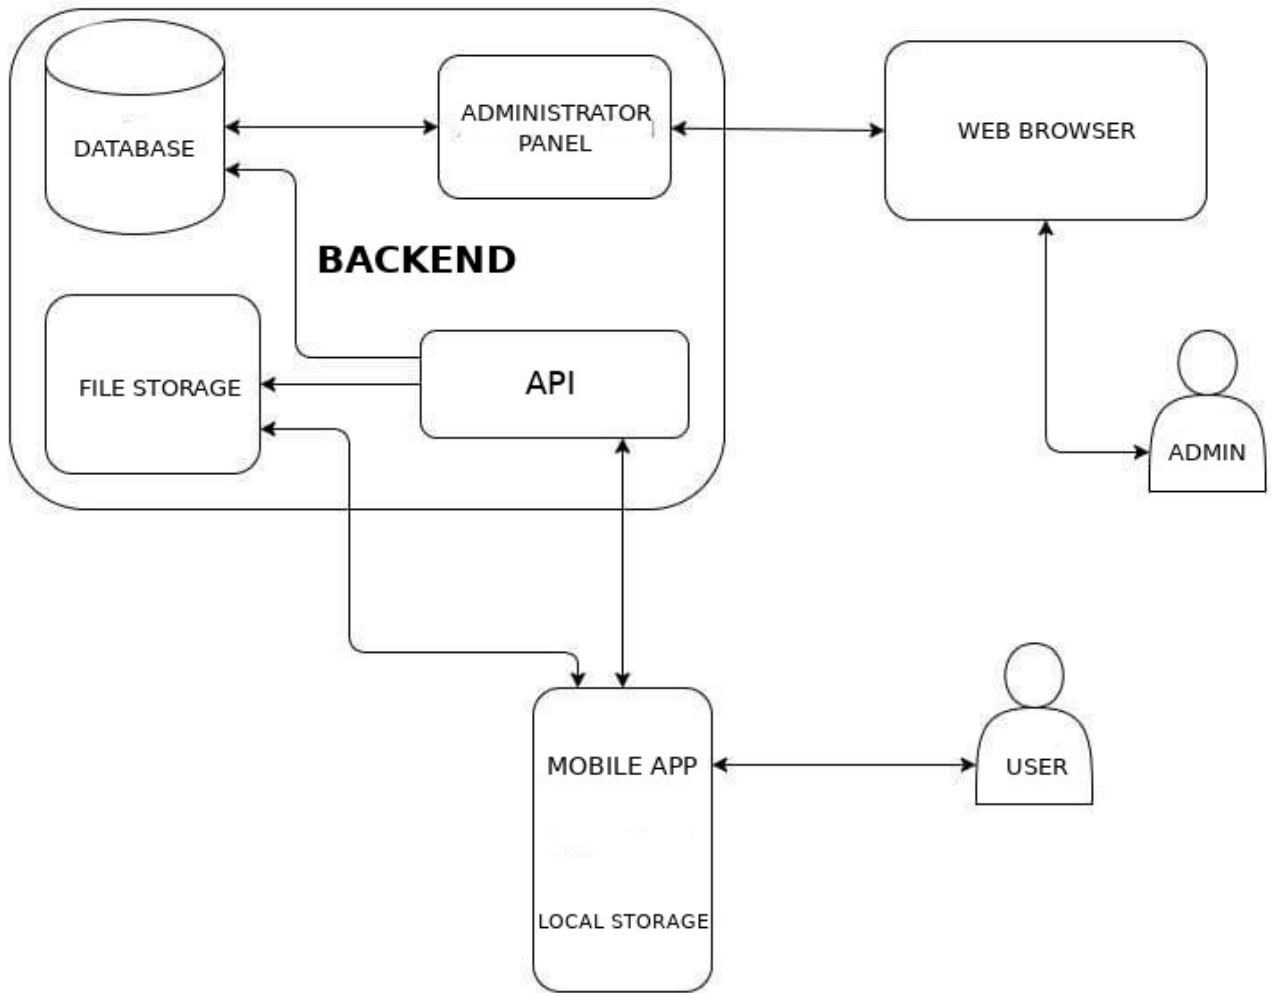 DATABASE
ADMINISTRATOR
PANEL
WEB BROWSER
BACKEND
FILE STORAGE
API
ADMIN
MOBILE APP
USER
LOCAL STORAGE